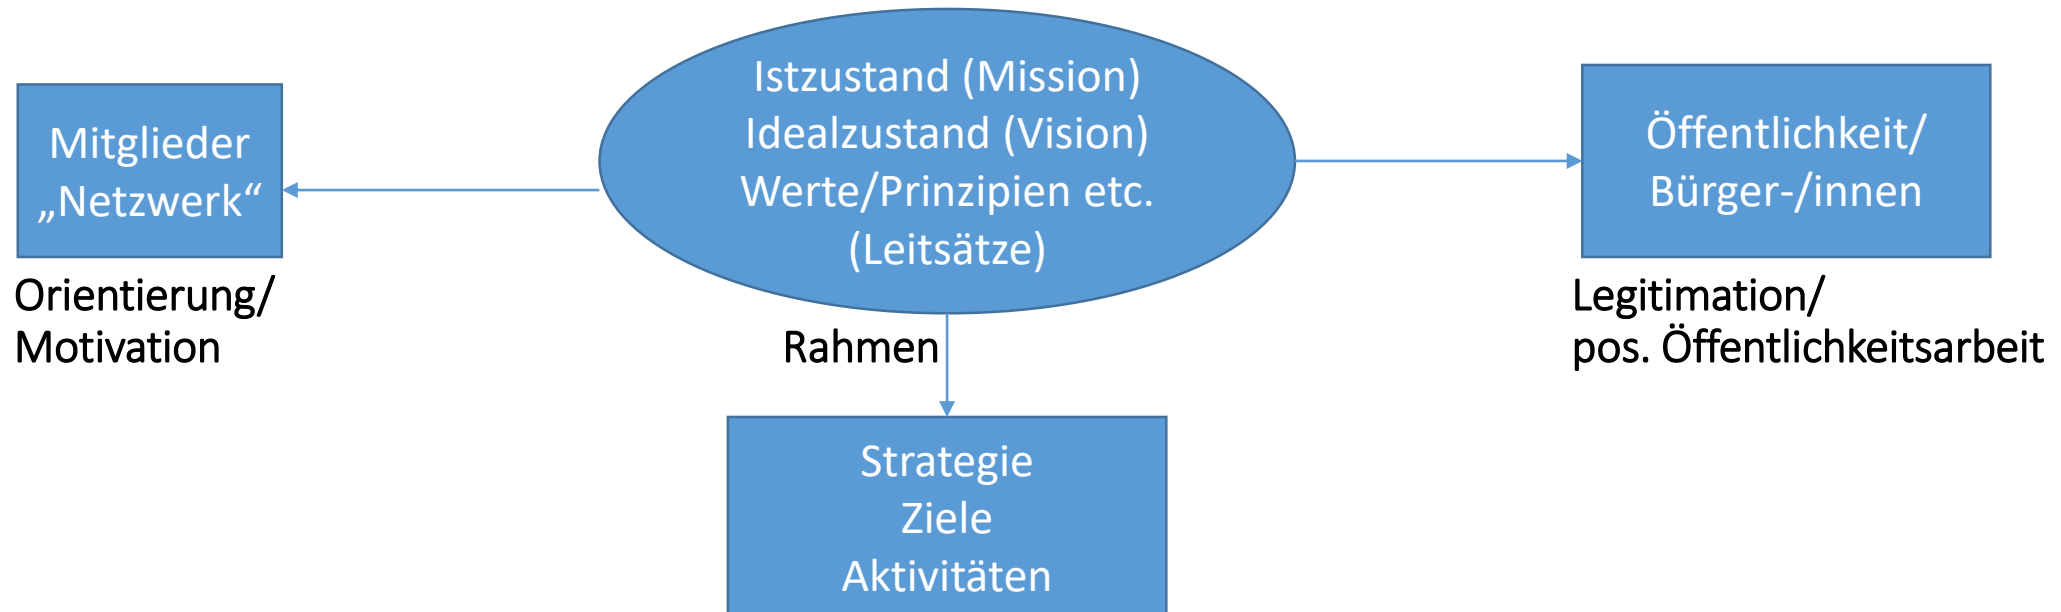 Istzustand (Mission)
Idealzustand (Vision)
Werte/Prinzipien etc.
(Leitsätze)
Mitglieder
„Netzwerk“
Öffentlichkeit/
Bürger-/innen
Orientierung/
Motivation
Rahmen
Legitimation/
pos. Öffentlichkeitsarbeit
Strategie
Ziele
Aktivitäten